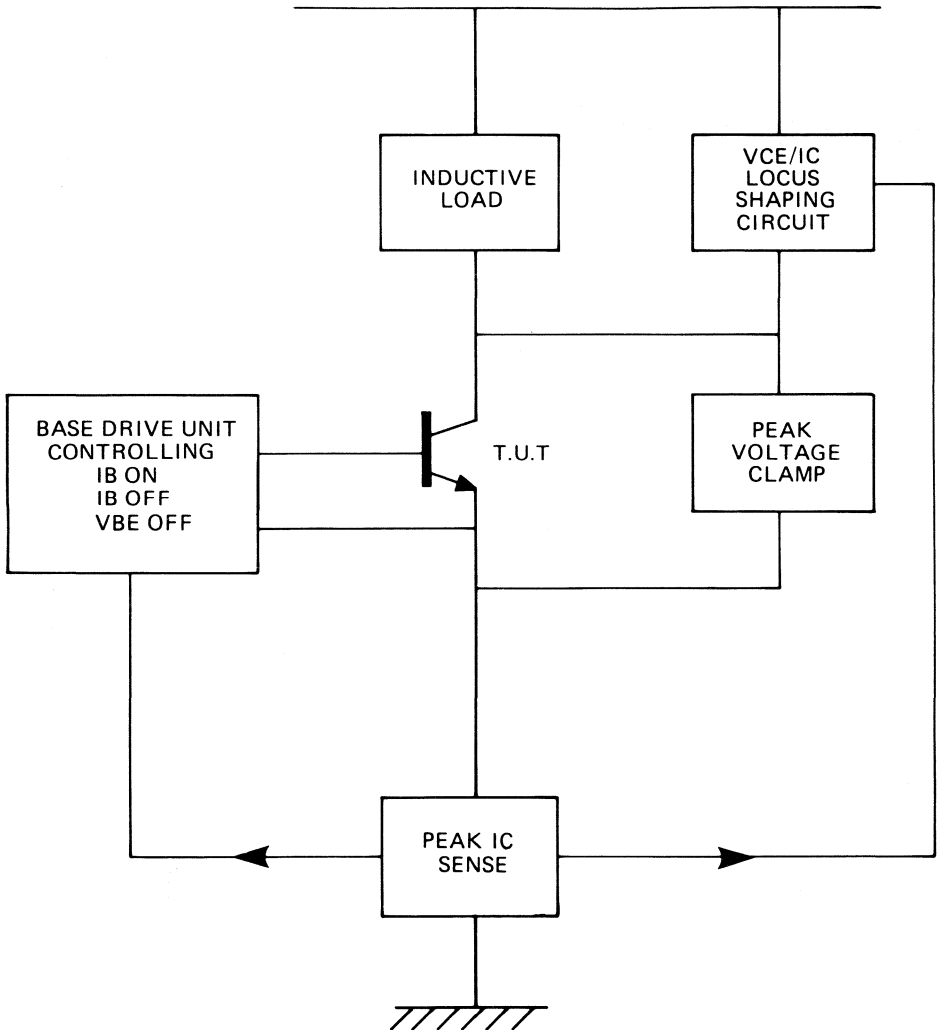 INDUCTIVE
LOAD
VCE/IC
LOCUS
SHAPING
CIRCUIT
BASE DRIVE UNIT
CONTROLLING
IB ON
IB OFF
VBE OFF
T.U.T
PEAK
VOLTAGE
CLAMP
PEAK IC
SENSE